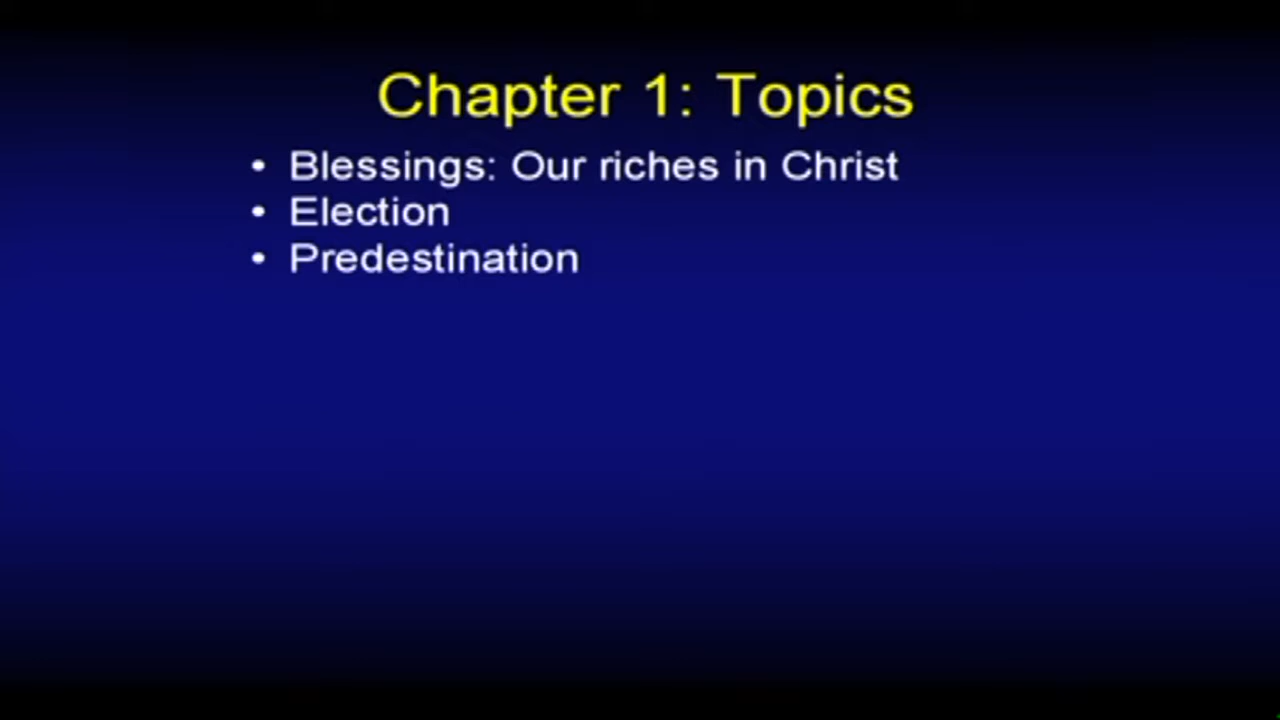 Chapter 1: Topics
• Blessings: Our riches in Christ
• Election
• Predestination